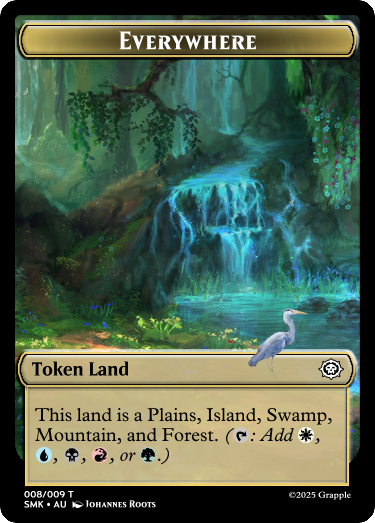 Everywhere
Token Land
This land is a Plains, Island, Swamp,
Mountain, and Forest. ( : Add ,
, , , or .)
008/009 T
SMK • AU Johannes Roots
©2025 Grapple